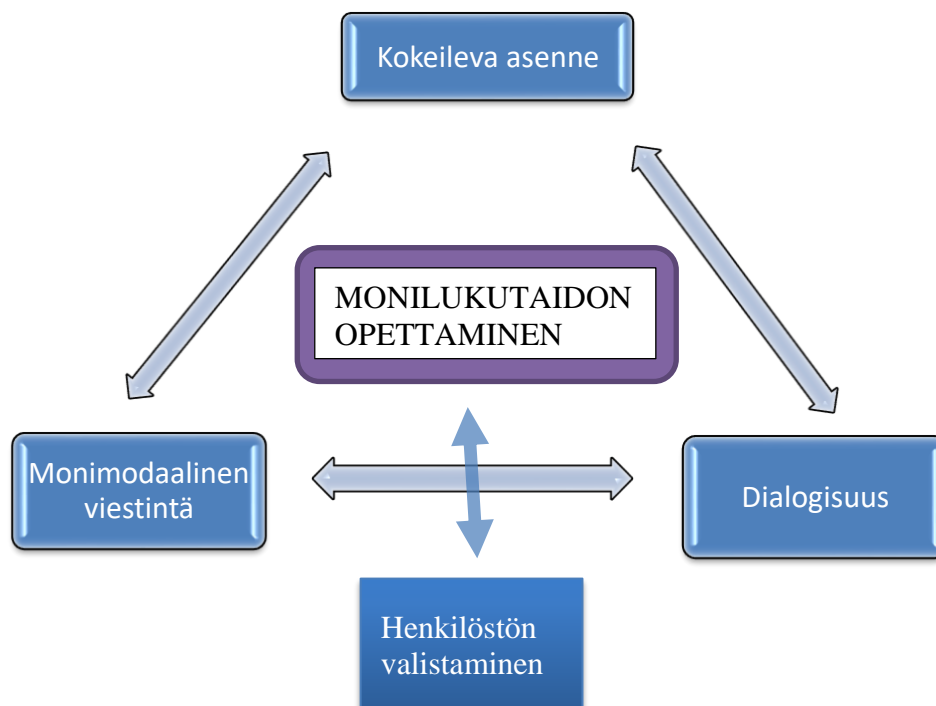 Kokeileva asenne
MONILUKUTAIDON
OPETTAMINEN
Monimodaalinen
viestintä
Dialogisuus
Henkilöstön
valistaminen